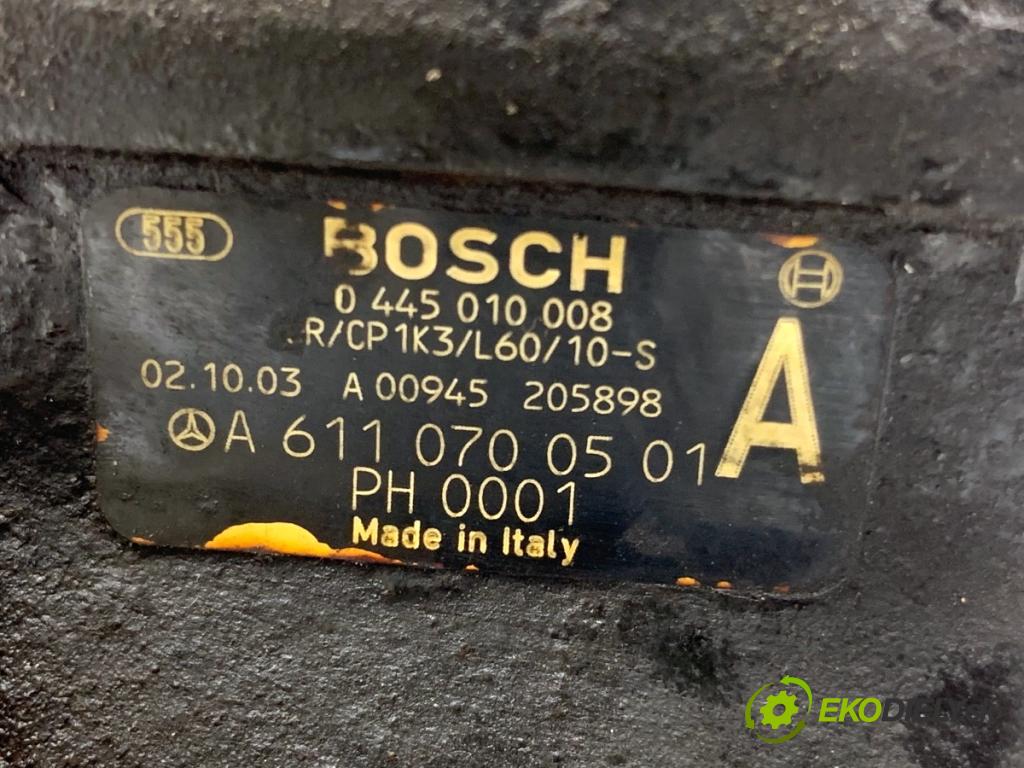 555
BOSCH
0 445 010 008
R/CP1K3/L60/10-S
02.10.03 A 00945 205898
A 611 070 05 01
A
PH 0001
Made in Italy